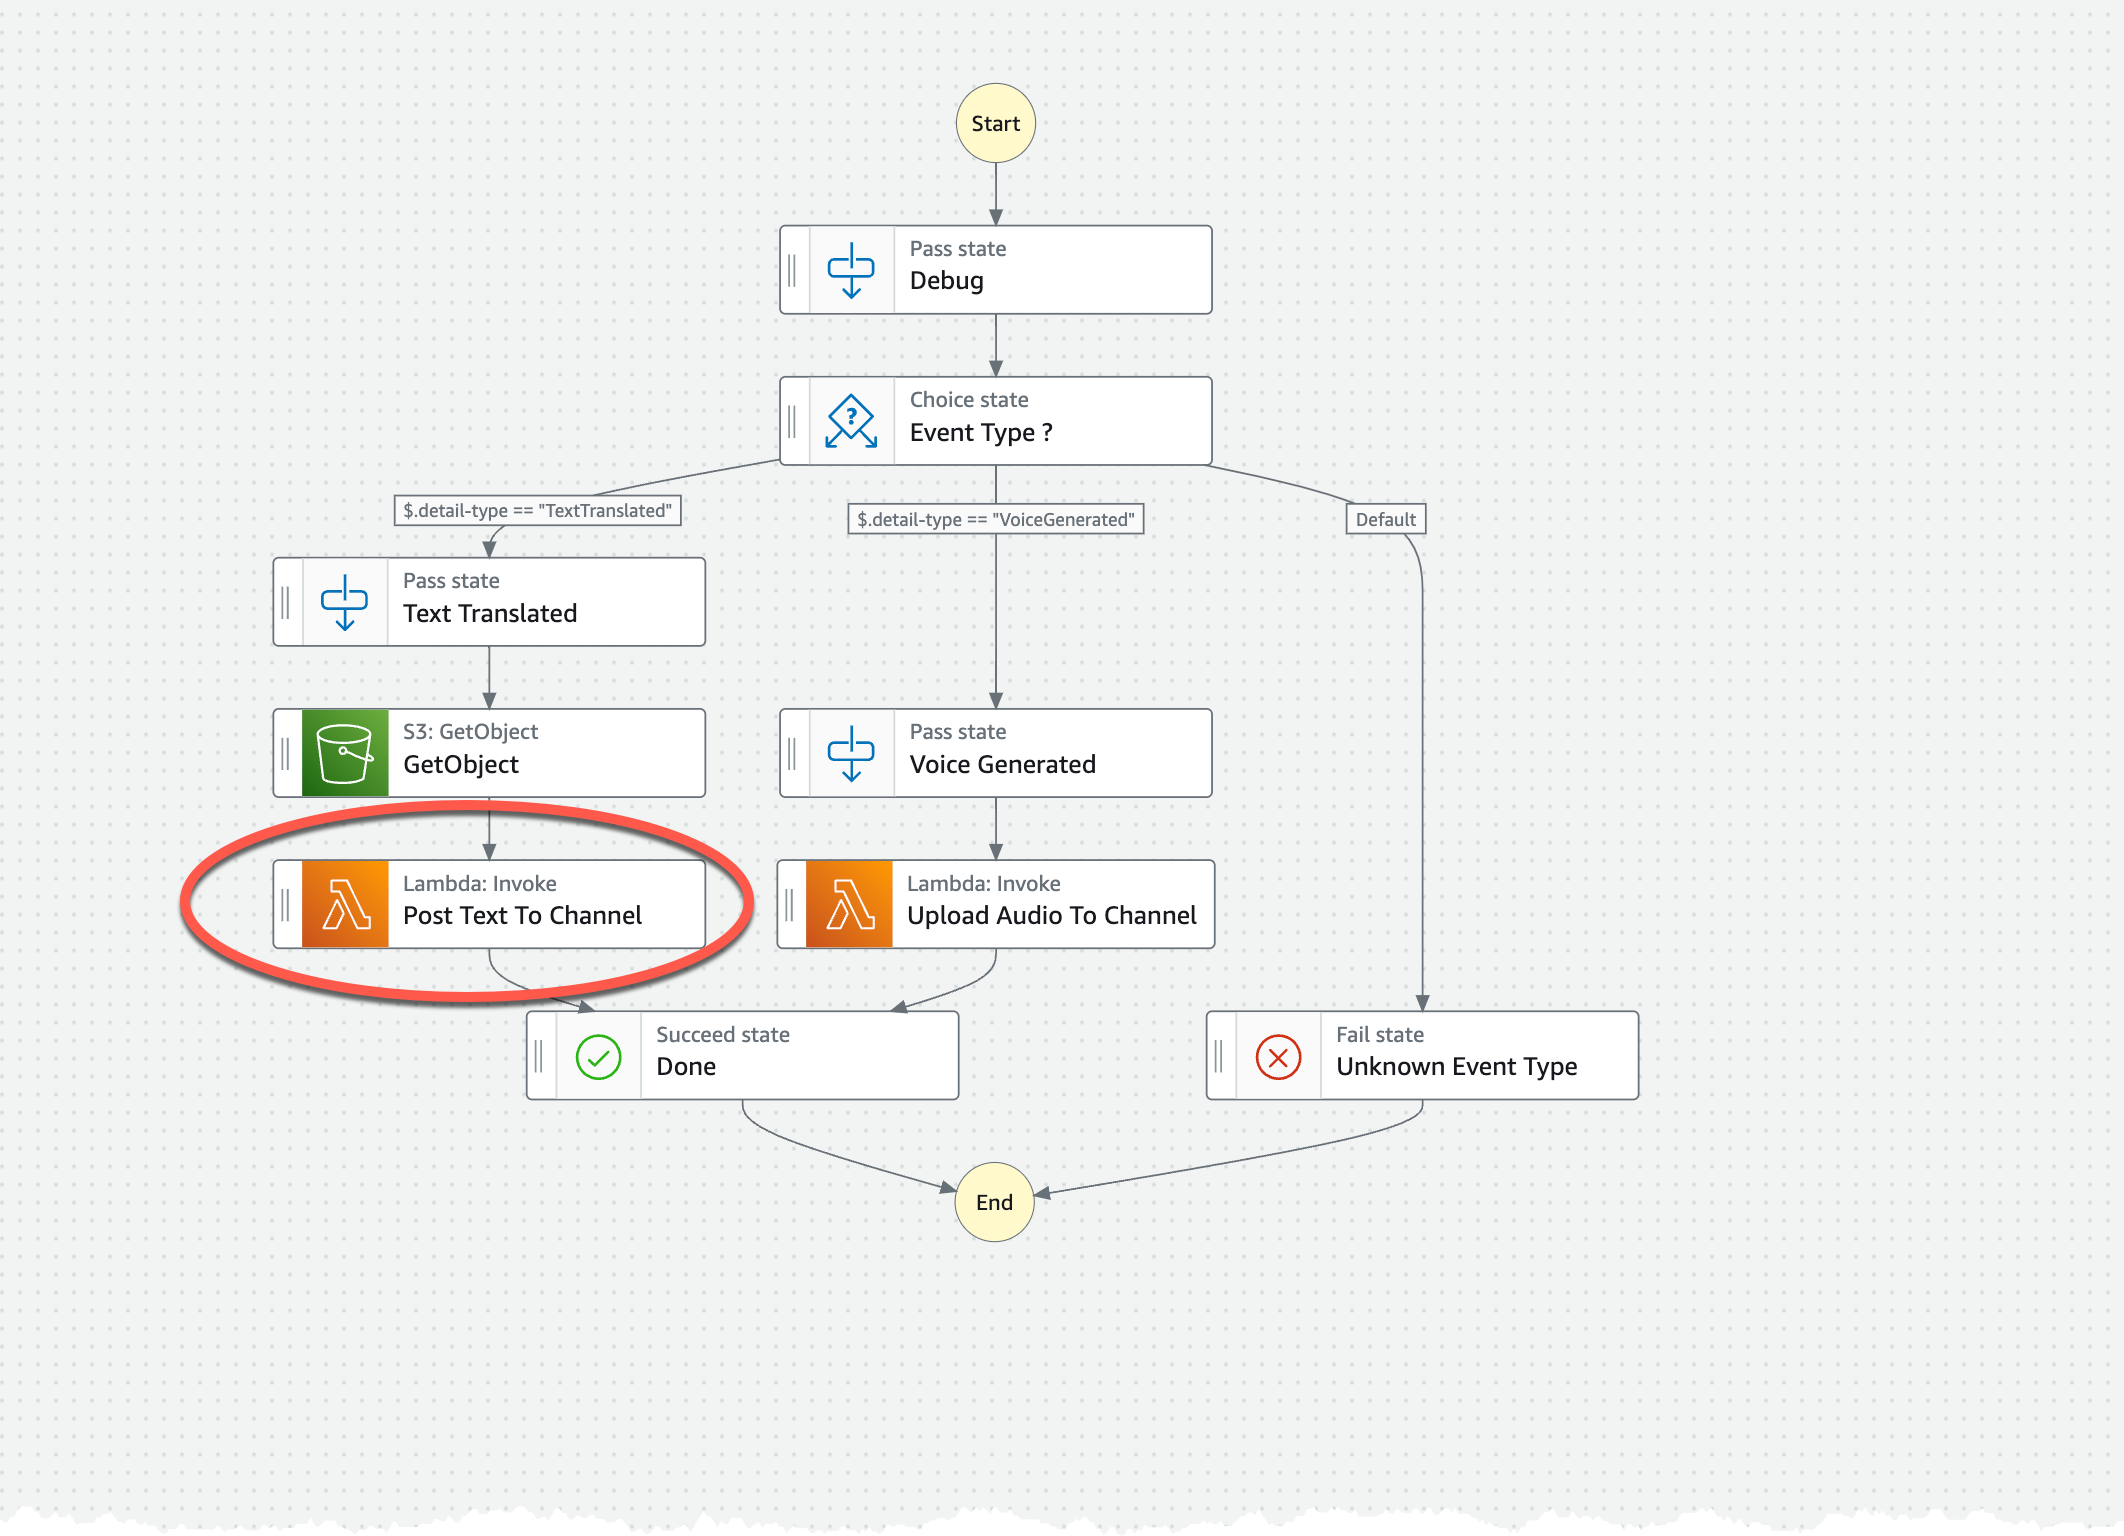 Start
Pass state
Debug
Choice state
Event Type ?
$.detail-type == "TextTranslated"
$.detail-type == "VoiceGenerated"
Default
Pass state
Text Translated
S3: GetObject
GetObject
Pass state
Voice Generated
Lambda: Invoke
Post Text To Channel
Lambda: Invoke
Upload Audio To Channel
Succeed state
Done
Fail state
Unknown Event Type
End